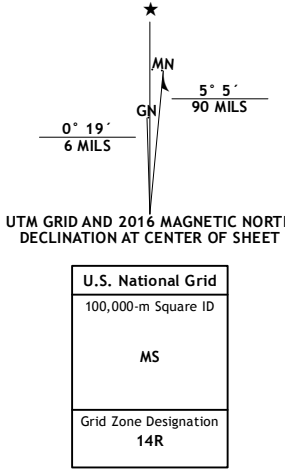 ★
MN
5° 5´
90 MILS
GN
0° 19´
6 MILS
UTM GRID AND 2016 MAGNETIC NORTH
DECLINATION AT CENTER OF SHEET
U.S. National Grid
100,000-m Square ID
MS
Grid Zone Designation
14R